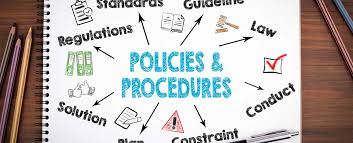 Standards
Guideline
Regulations
Law
POLICIES &
PROCEDURES
Solution
Conduct
Plan
Constraint